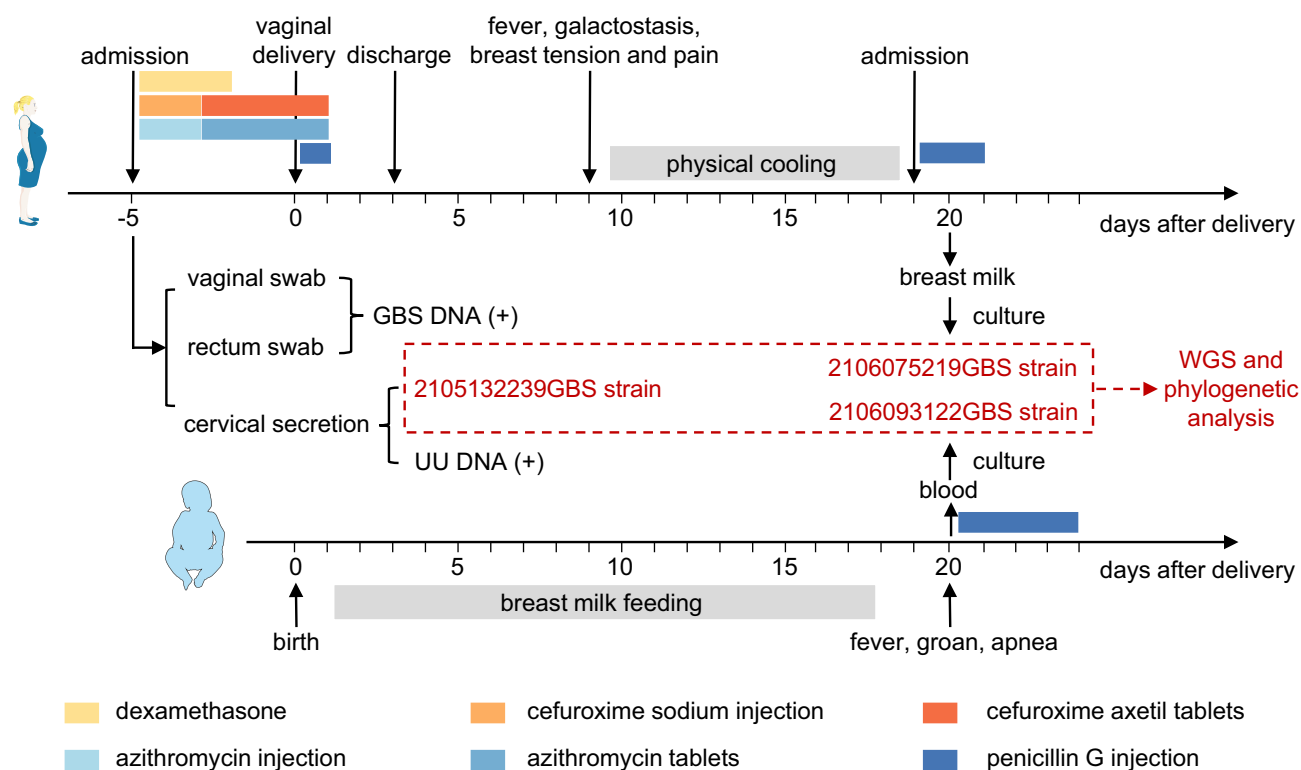 admission
vaginal
delivery
discharge
fever, galactostasis,
breast tension and pain
admission
physical cooling
-5
0
5
10
15
20
days after delivery
vaginal swab
rectum swab
GBS DNA (+)
cervical secretion
2105132239GBS strain
UU DNA (+)
breast milk
culture
2106075219GBS strain
2106093122GBS strain
culture
blood
WGS and
phylogenetic
analysis
0
5
10
15
20
days after delivery
breast milk feeding
birth
fever, groan, apnea
dexamethasone
cefuroxime sodium injection
cefuroxime axetil tablets
azithromycin injection
azithromycin tablets
penicillin G injection